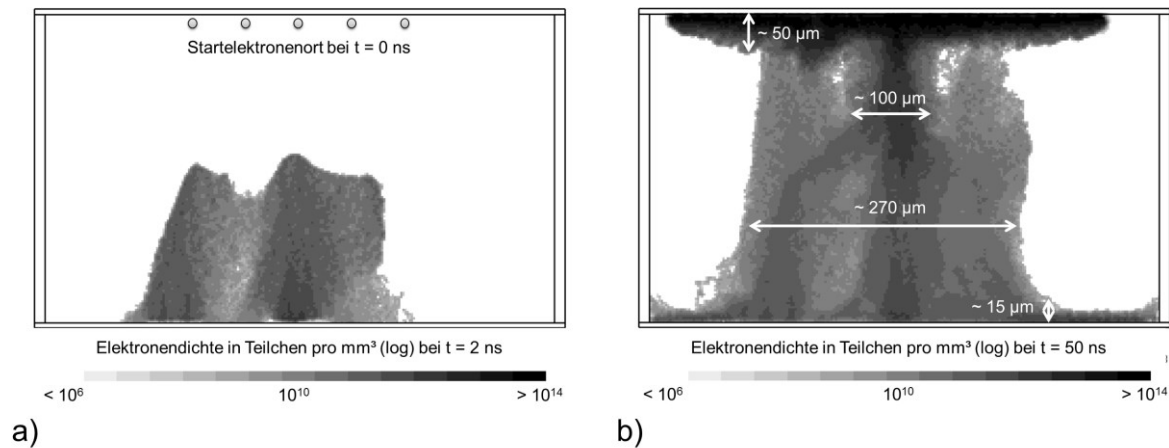 Startelektronenort bei t = 0 ns
Elektronendichte in Teilchen pro mm³ (log) bei t = 2 ns
< 10⁶ 10¹⁰ > 10¹⁴
a)
~ 50 µm
~ 100 µm
~ 270 µm
~ 15 µm
Elektronendichte in Teilchen pro mm³ (log) bei t = 50 ns
< 10⁶ 10¹⁰ > 10¹⁴
b)